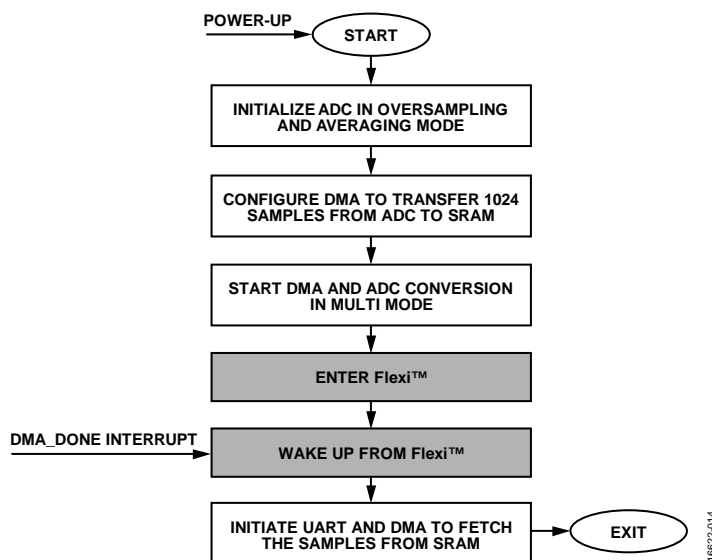 POWER-UP
START
INITIALIZE ADC IN OVERSAMPLING
AND AVERAGING MODE
CONFIGURE DMA TO TRANSFER 1024
SAMPLES FROM ADC TO SRAM
START DMA AND ADC CONVERSION
IN MULTI MODE
ENTER Flexi™
DMA_DONE INTERRUPT
WAKE UP FROM Flexi™
INITIATE UART AND DMA TO FETCH
THE SAMPLES FROM SRAM
EXIT
16622-014